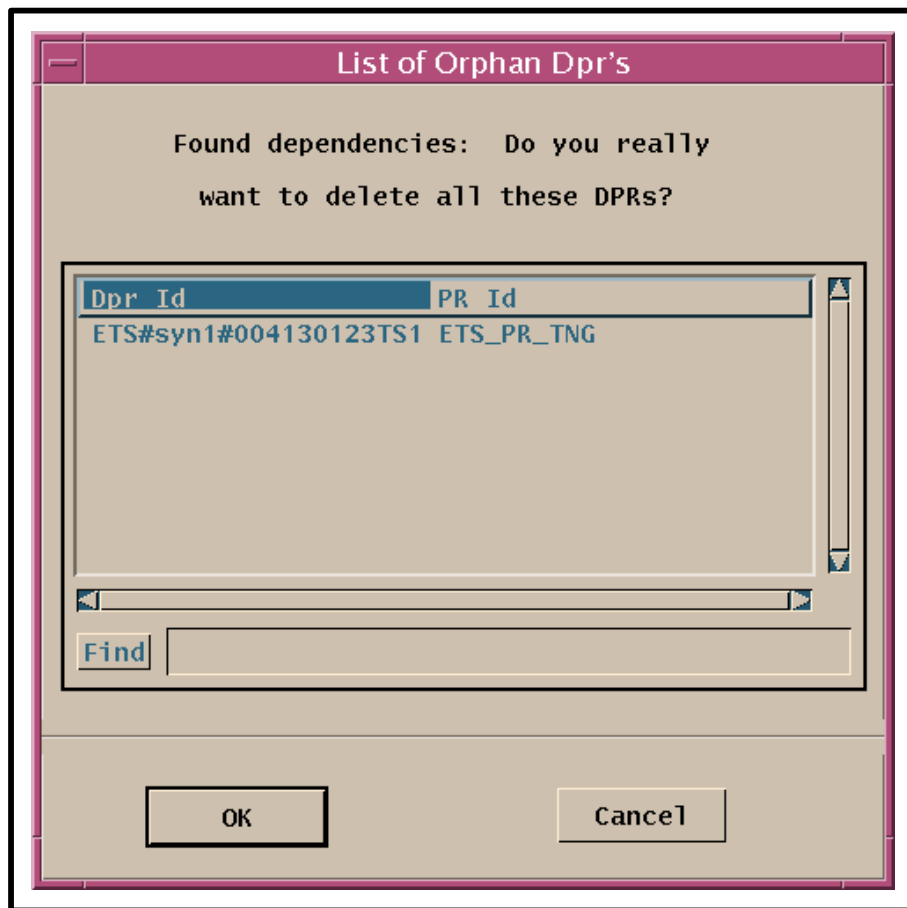 List of Orphan Dpr's
Found dependencies:  Do you really
want to delete all these DPRs?
Dpr Id PR Id
ETS#syn1#004130123TS1 ETS_PR_TNG
Find
OK Cancel